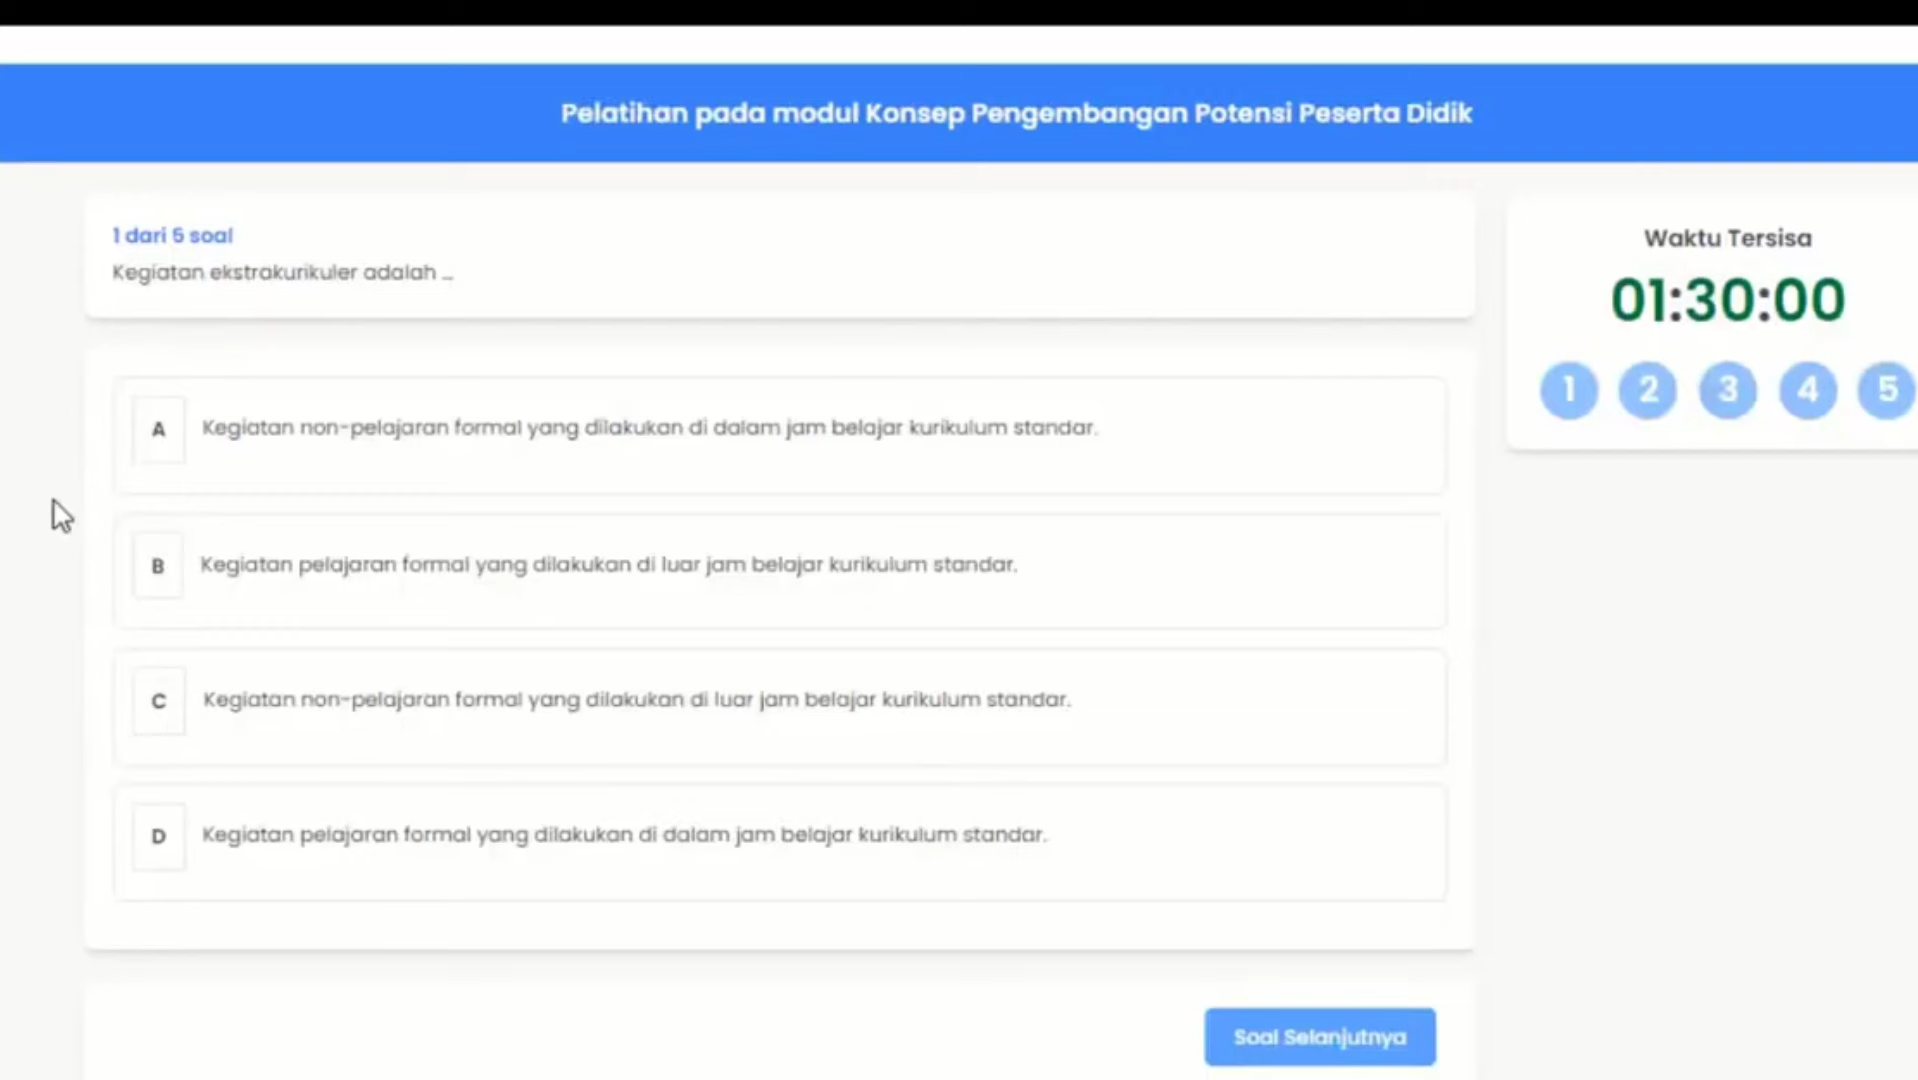 Pelatihan pada modul Konsep Pengembangan Potensi Peserta Didik
1 dari 5 soal
Kegiatan ekstrakurikuler adalah ...
Waktu Tersisa
01:30:00
1 2 3 4 5
A Kegiatan non-pelajaran formal yang dilakukan di dalam jam belajar kurikulum standar.
B Kegiatan pelajaran formal yang dilakukan di luar jam belajar kurikulum standar.
C Kegiatan non-pelajaran formal yang dilakukan di luar jam belajar kurikulum standar.
D Kegiatan pelajaran formal yang dilakukan di dalam jam belajar kurikulum standar.
Soal Selanjutnya